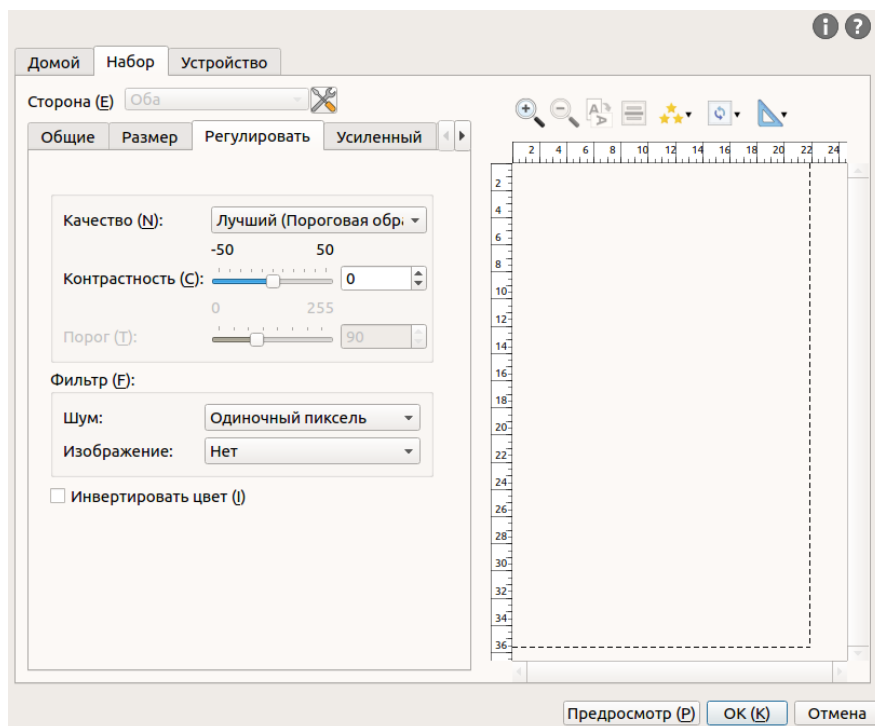 Домой Набор Устройство
Сторона (E) Оба
Общие Размер Регулировать Усиленный
Качество (N): Лучший (Пороговая обра
-50 50
Контрастность (C): 0
0 255
Порог (T): 90
Фильтр (F):
Шум: Одиночный пиксель
Изображение: Нет
Инвертировать цвет (I)
2 4 6 8 10 12 14 16 18 20 22 24
2
4
6
8
10
12
14
16
18
20
22
24
26
28
30
32
34
36
Предросмотр (P) OK (K) Отмена